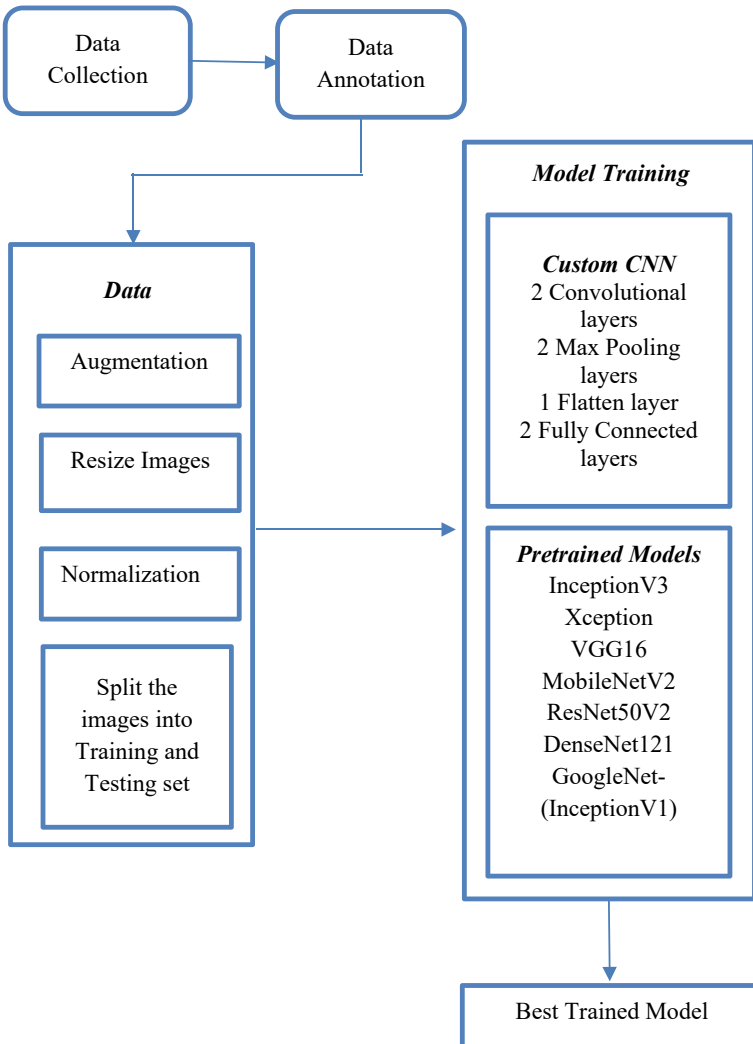 Data
Collection
Data
Annotation
Data
Augmentation
Resize Images
Normalization
Split the
images into
Training and
Testing set
Model Training
Custom CNN
2 Convolutional
layers
2 Max Pooling
layers
1 Flatten layer
2 Fully Connected
layers
Pretrained Models
InceptionV3
Xception
VGG16
MobileNetV2
ResNet50V2
DenseNet121
GoogleNet-
(InceptionV1)
Best Trained Model